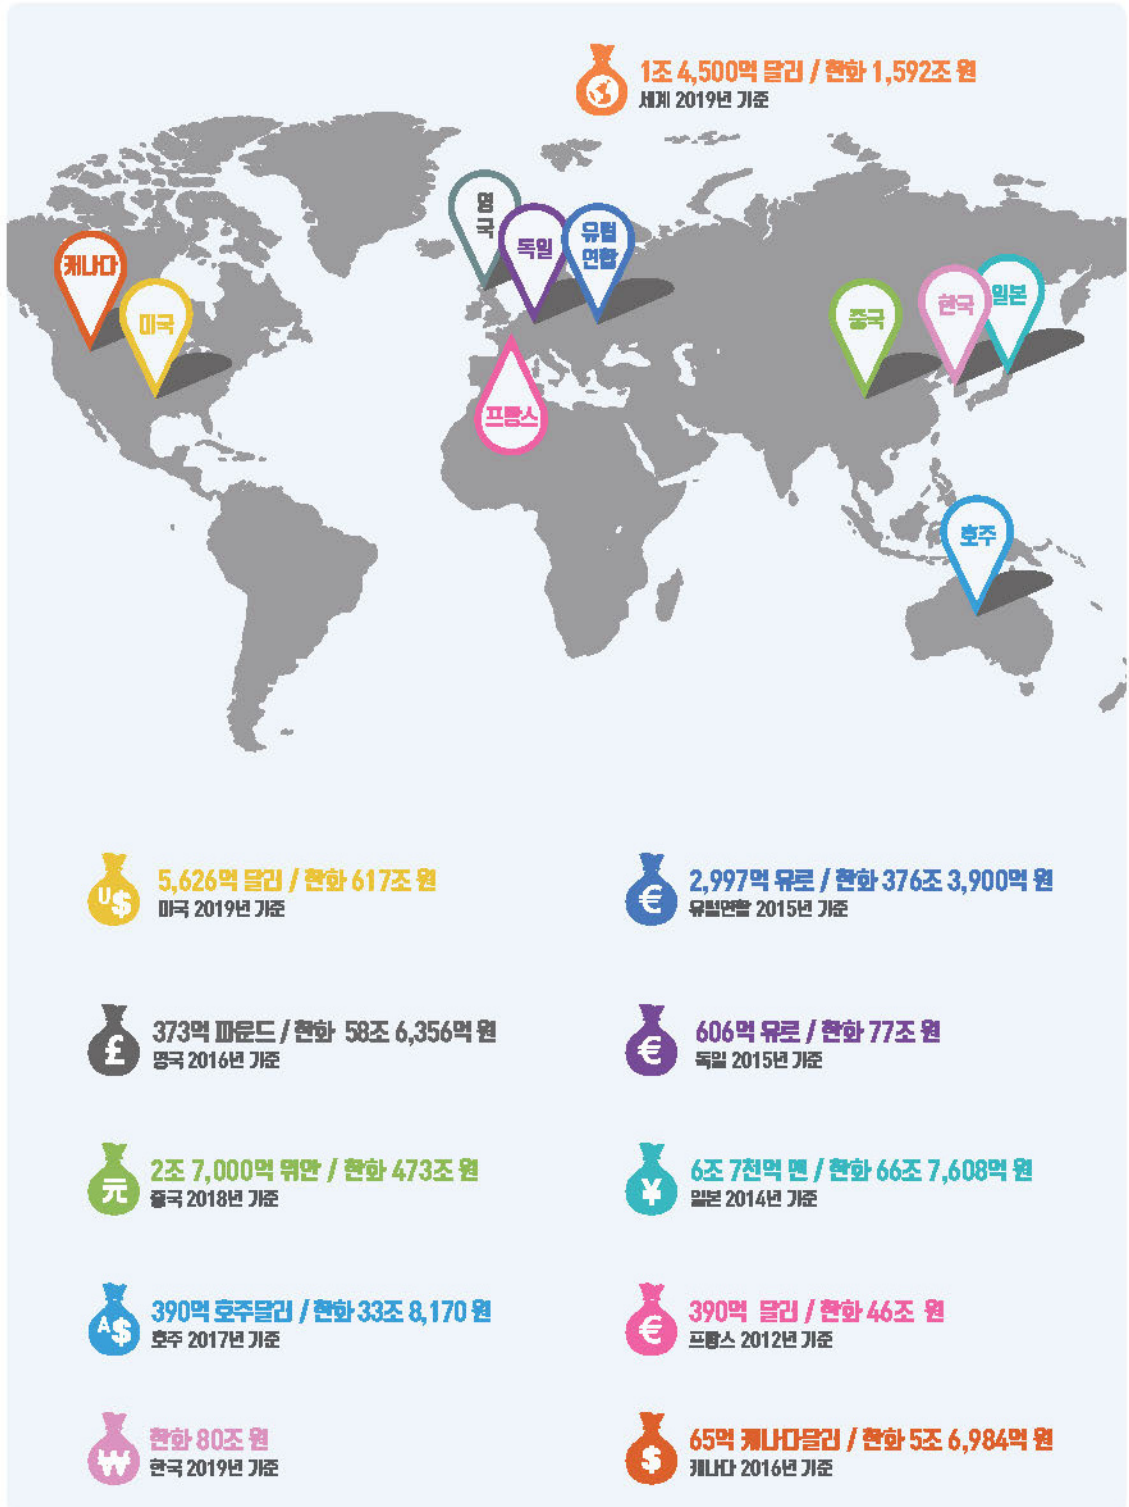 1조 4,500억 달러 / 한화 1,592조 원
세계 2019년 기준
영국
독일
유럽
연합
캐나다
미국
중국
한국
일본
프랑스
호주
U$
5,626억 달러 / 한화 617조 원
미국 2019년 기준
€
2,997억 유로 / 한화 376조 3,900억 원
유럽연합 2015년 기준
£
373억 파운드 / 한화 58조 6,356억 원
영국 2016년 기준
€
606억 유로 / 한화 77조 원
독일 2015년 기준
元
2조 7,000억 위안 / 한화 473조 원
중국 2018년 기준
¥
6조 7천억 엔 / 한화 66조 7,608억 원
일본 2014년 기준
A$
390억 호주달러 / 한화 33조 8,170 원
호주 2017년 기준
€
390억 달러 / 한화 46조 원
프랑스 2012년 기준
₩
한화 80조 원
한국 2019년 기준
$
65억 캐나다달러 / 한화 5조 6,984억 원
캐나다 2016년 기준